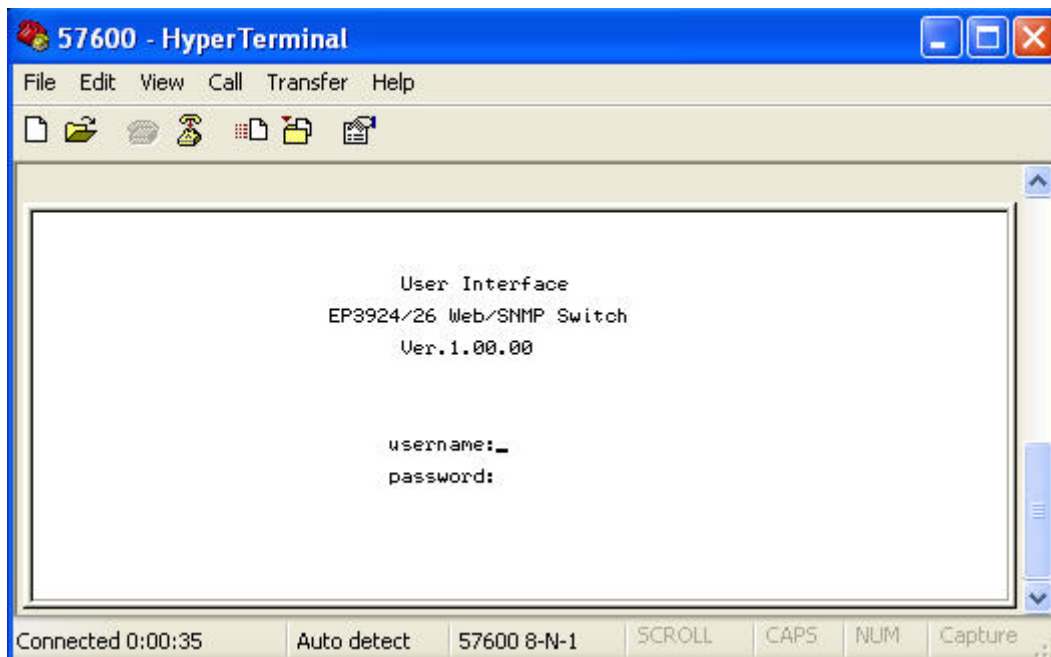 57600 - HyperTerminal
File Edit View Call Transfer Help
User Interface
EP3924/26 Web/SNMP Switch
Ver.1.00.00
username:_
password:
Connected 0:00:35 Auto detect 57600 8-N-1 SCROLL CAPS NUM Capture